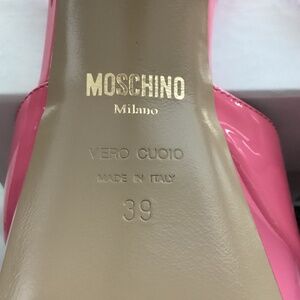 MOSCHINO
Milano
VERO CUOIO
MADE IN ITALY
39